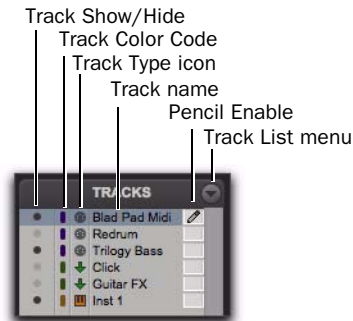 Track Show/Hide
Track Color Code
Track Type icon
Track name
Pencil Enable
Track List menu
TRACKS
Blad Pad Midi
Redrum
Trilogy Bass
Click
Guitar FX
Inst 1